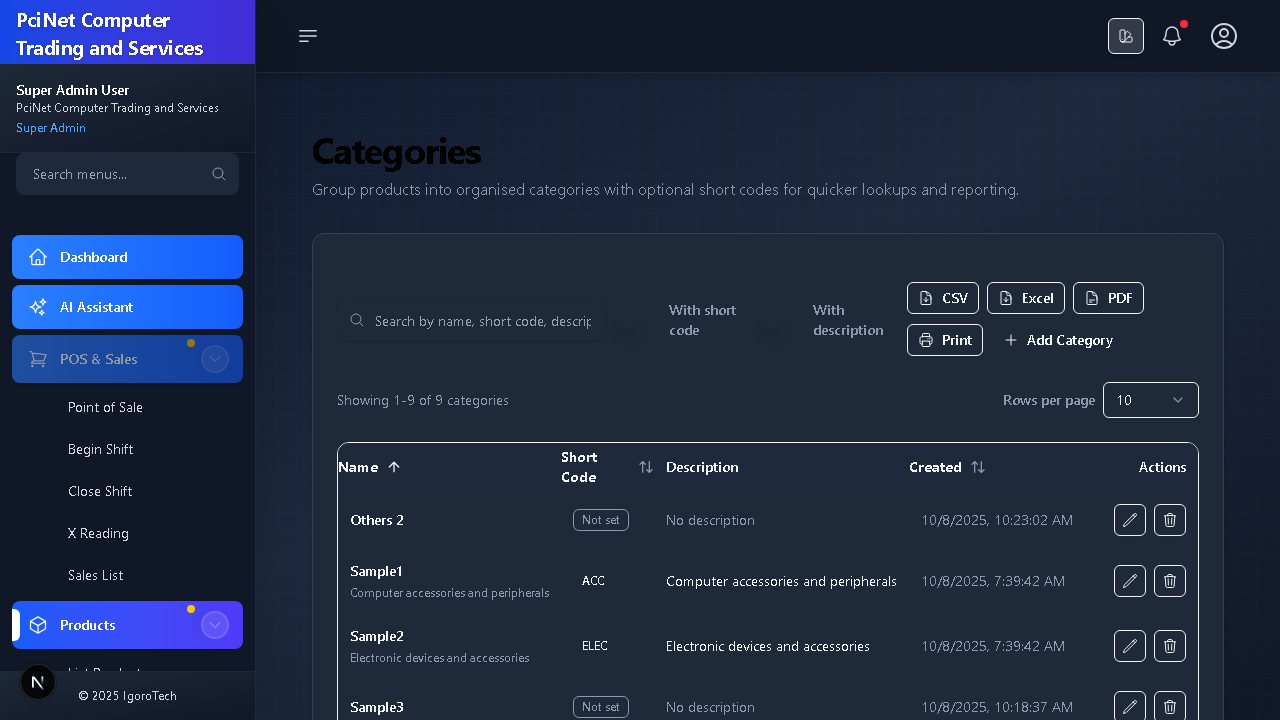 PciNet Computer
Trading and Services
Super Admin User
PciNet Computer Trading and Services
Super Admin
Search menus...
Dashboard
AI Assistant
POS & Sales
Point of Sale
Begin Shift
Close Shift
X Reading
Sales List
Products
N
© 2025 IgoroTech
Categories
Group products into organised categories with optional short codes for quicker lookups and reporting.
Search by name, short code, descrip
With short
code
With
description
CSV
Excel
PDF
Print
Add Category
Showing 1-9 of 9 categories
Rows per page
10
Name
Short
Code
Description
Created
Actions
Others 2
Not set
No description
10/8/2025, 10:23:02 AM
Sample1
Computer accessories and peripherals
ACC
Computer accessories and peripherals
10/8/2025, 7:39:42 AM
Sample2
Electronic devices and accessories
ELEC
Electronic devices and accessories
10/8/2025, 7:39:42 AM
Sample3
Not set
No description
10/8/2025, 10:18:37 AM